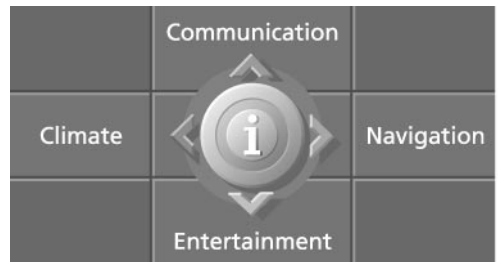 Communication
Climate
i
Navigation
Entertainment